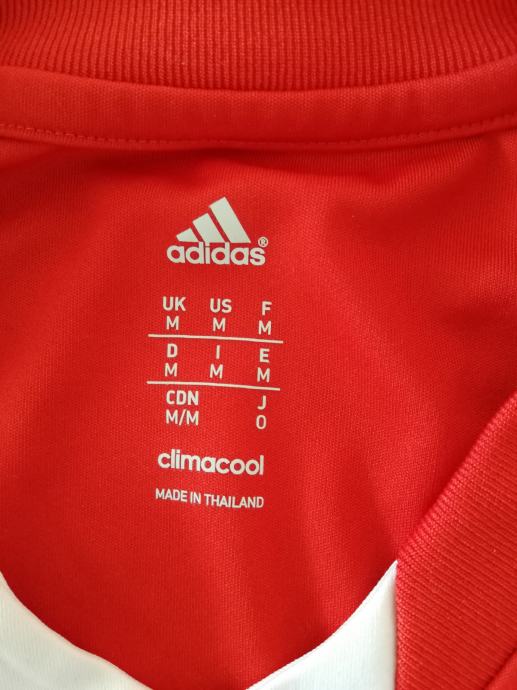 adidas®
UK US F
M M M
D I E
M M M
CDN J
M/M O
climacool
MADE IN THAILAND